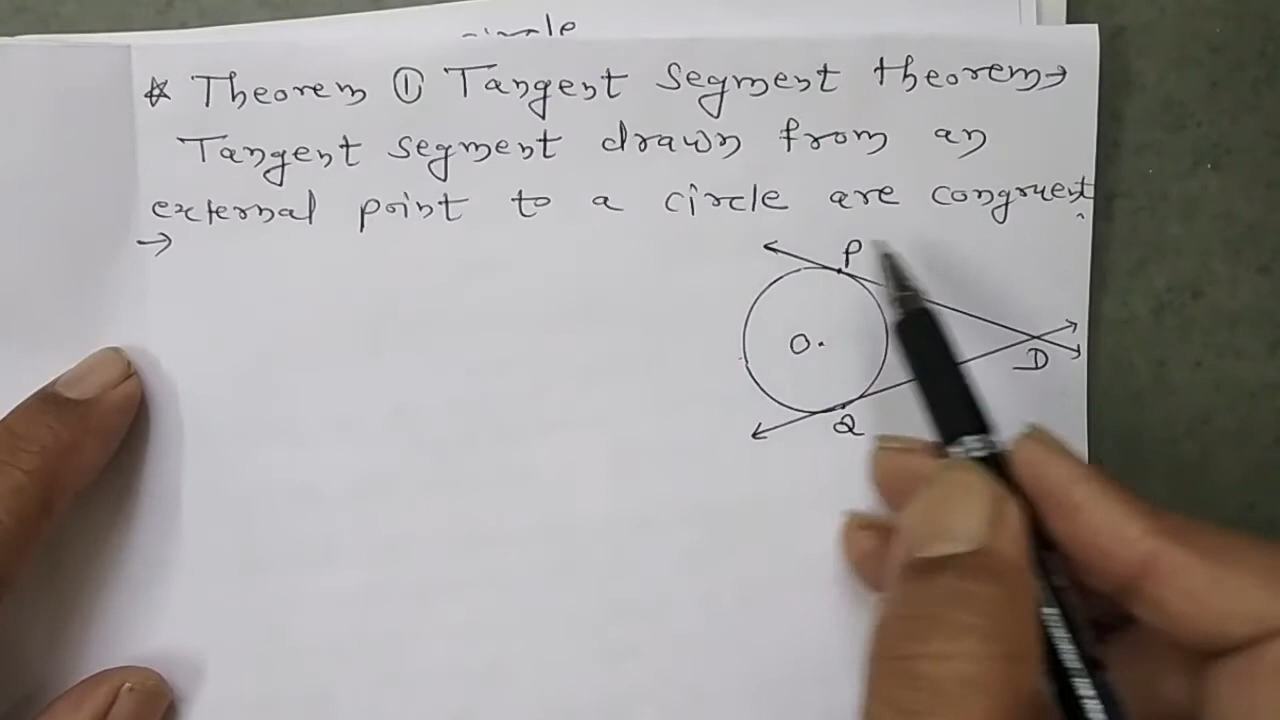 ☆ Theorem ① Tangent segment theorem→
Tangent segment drawn from an
external point to a circle are congruent.
→
P
O.
D
Q